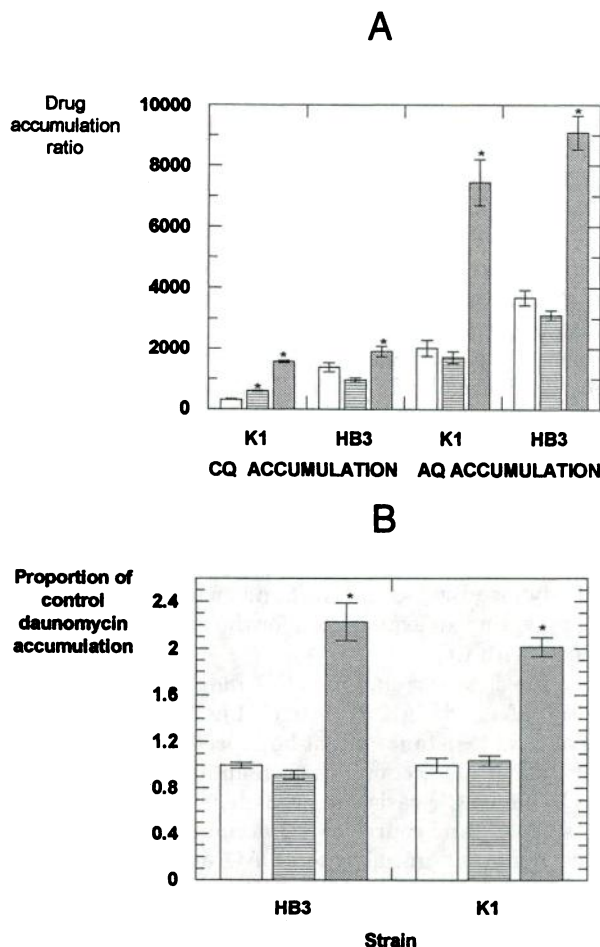 A
Drug
accumulation
ratio
10000
8000
6000
4000
2000
0
* * * * *
K1 HB3 K1 HB3
CQ ACCUMULATION AQ ACCUMULATION
B
Proportion of
control
daunomycin
accumulation
2.4
2
1.6
1.2
0.8
0.4
0
* *
HB3 K1
Strain